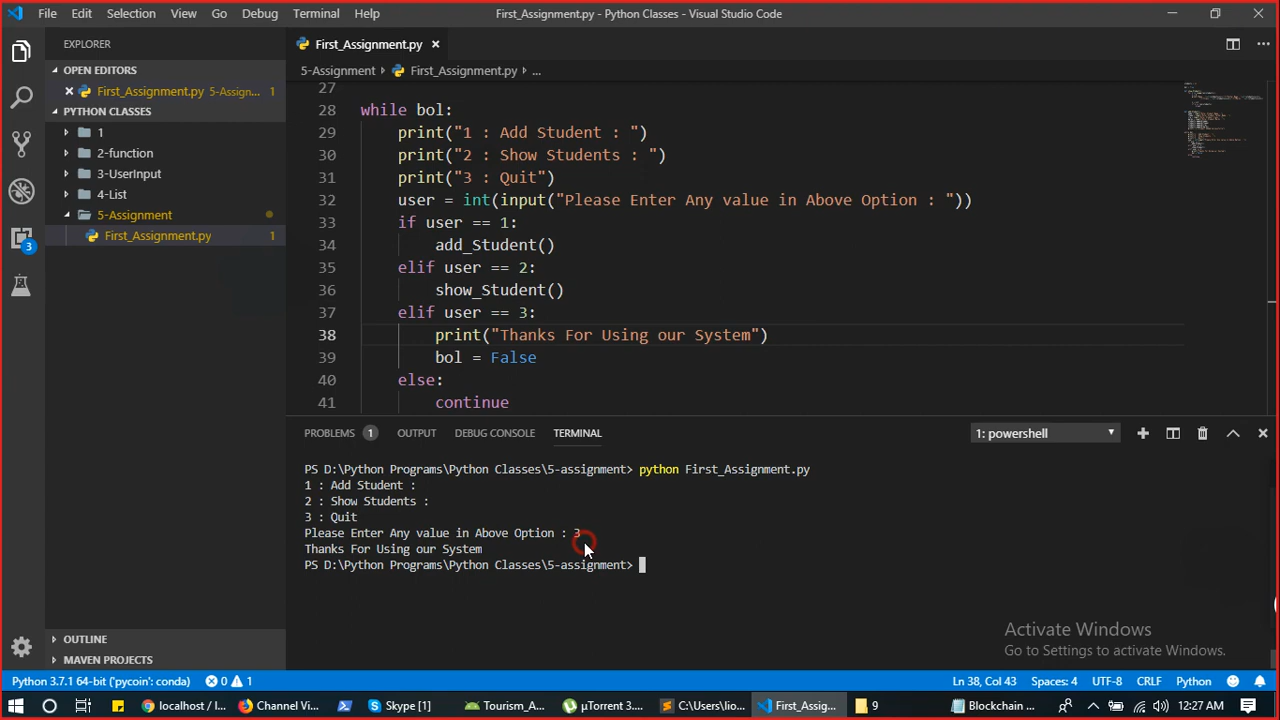 File Edit Selection View Go Debug Terminal Help First_Assignment.py - Python Classes - Visual Studio Code
EXPLORER
First_Assignment.py
OPEN EDITORS
5-Assignment First_Assignment.py ...
First_Assignment.py 5-Assign... 1
PYTHON CLASSES
1
2-function
3-UserInput
4-List
5-Assignment
First_Assignment.py 1
3
27
28 while bol:
29 print("1 : Add Student : ")
30 print("2 : Show Students : ")
31 print("3 : Quit")
32 user = int(input("Please Enter Any value in Above Option : "))
33 if user == 1:
34 add_Student()
35 elif user == 2:
36 show_Student()
37 elif user == 3:
38 print("Thanks For Using our System")
39 bol = False
40 else:
41 continue
PROBLEMS 1 OUTPUT DEBUG CONSOLE TERMINAL 1: powershell
PS D:\Python Programs\Python Classes\5-assignment> python First_Assignment.py
1 : Add Student :
2 : Show Students :
3 : Quit
Please Enter Any value in Above Option : 3
Thanks For Using our System
PS D:\Python Programs\Python Classes\5-assignment>
Activate Windows
Go to Settings to activate Windows.
OUTLINE
MAVEN PROJECTS
Python 3.7.1 64-bit ('pycoin': conda) 0 1 Ln 38, Col 43 Spaces: 4 UTF-8 CRLF Python
localhost / l... Channel Vi... Skype [1] Tourism_A... µTorrent 3.... C:\Users\lio... First_Assig... 9 Blockchain ... 12:27 AM